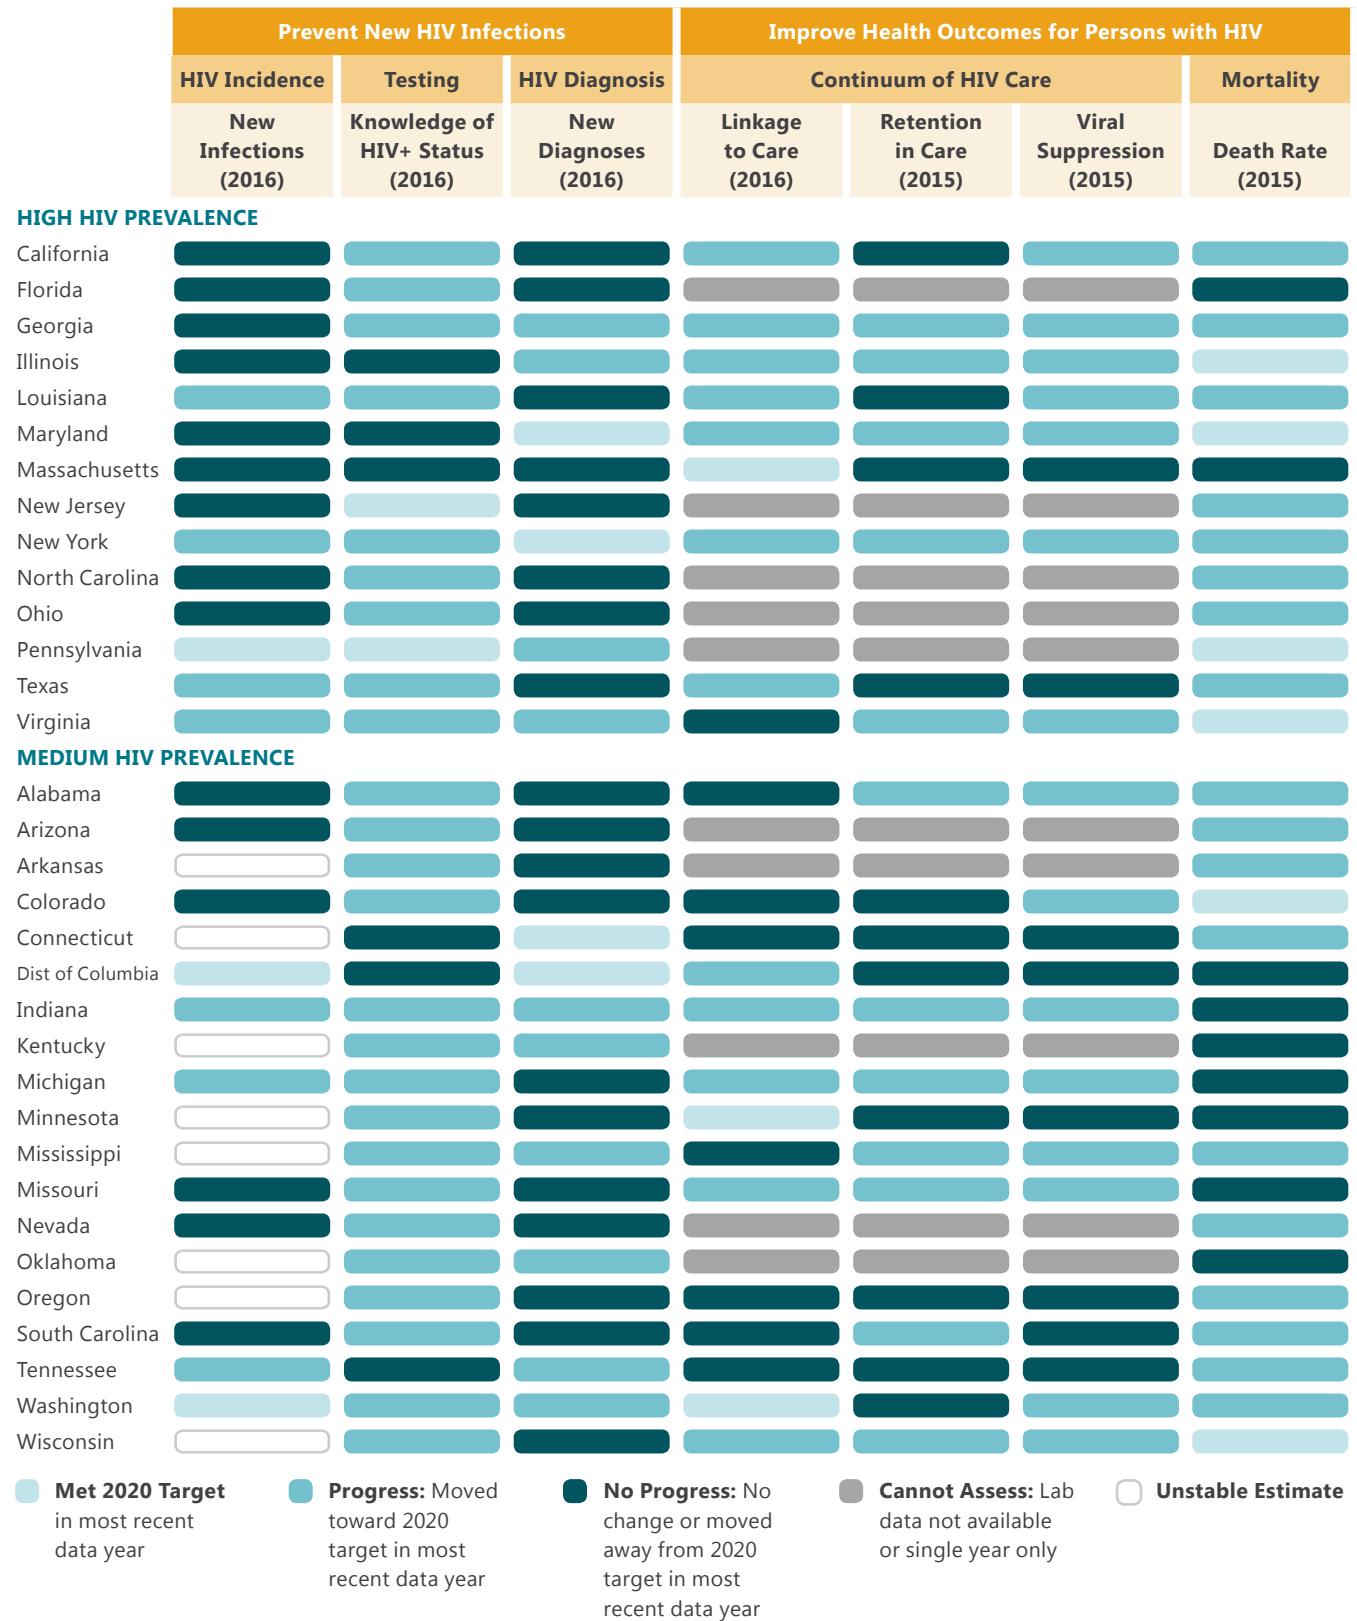 Prevent New HIV Infections
Improve Health Outcomes for Persons with HIV
HIV Incidence
Testing
HIV Diagnosis
Continuum of HIV Care
Mortality
New
Infections
(2016)
Knowledge of
HIV+ Status
(2016)
New
Diagnoses
(2016)
Linkage
to Care
(2016)
Retention
in Care
(2015)
Viral
Suppression
(2015)
Death Rate
(2015)
HIGH HIV PREVALENCE
California
Florida
Georgia
Illinois
Louisiana
Maryland
Massachusetts
New Jersey
New York
North Carolina
Ohio
Pennsylvania
Texas
Virginia
MEDIUM HIV PREVALENCE
Alabama
Arizona
Arkansas
Colorado
Connecticut
Dist of Columbia
Indiana
Kentucky
Michigan
Minnesota
Mississippi
Missouri
Nevada
Oklahoma
Oregon
South Carolina
Tennessee
Washington
Wisconsin
Met 2020 Target
in most recent
data year
Progress: Moved
toward 2020
target in most
recent data year
No Progress: No
change or moved
away from 2020
target in most
recent data year
Cannot Assess: Lab
data not available
or single year only
Unstable Estimate